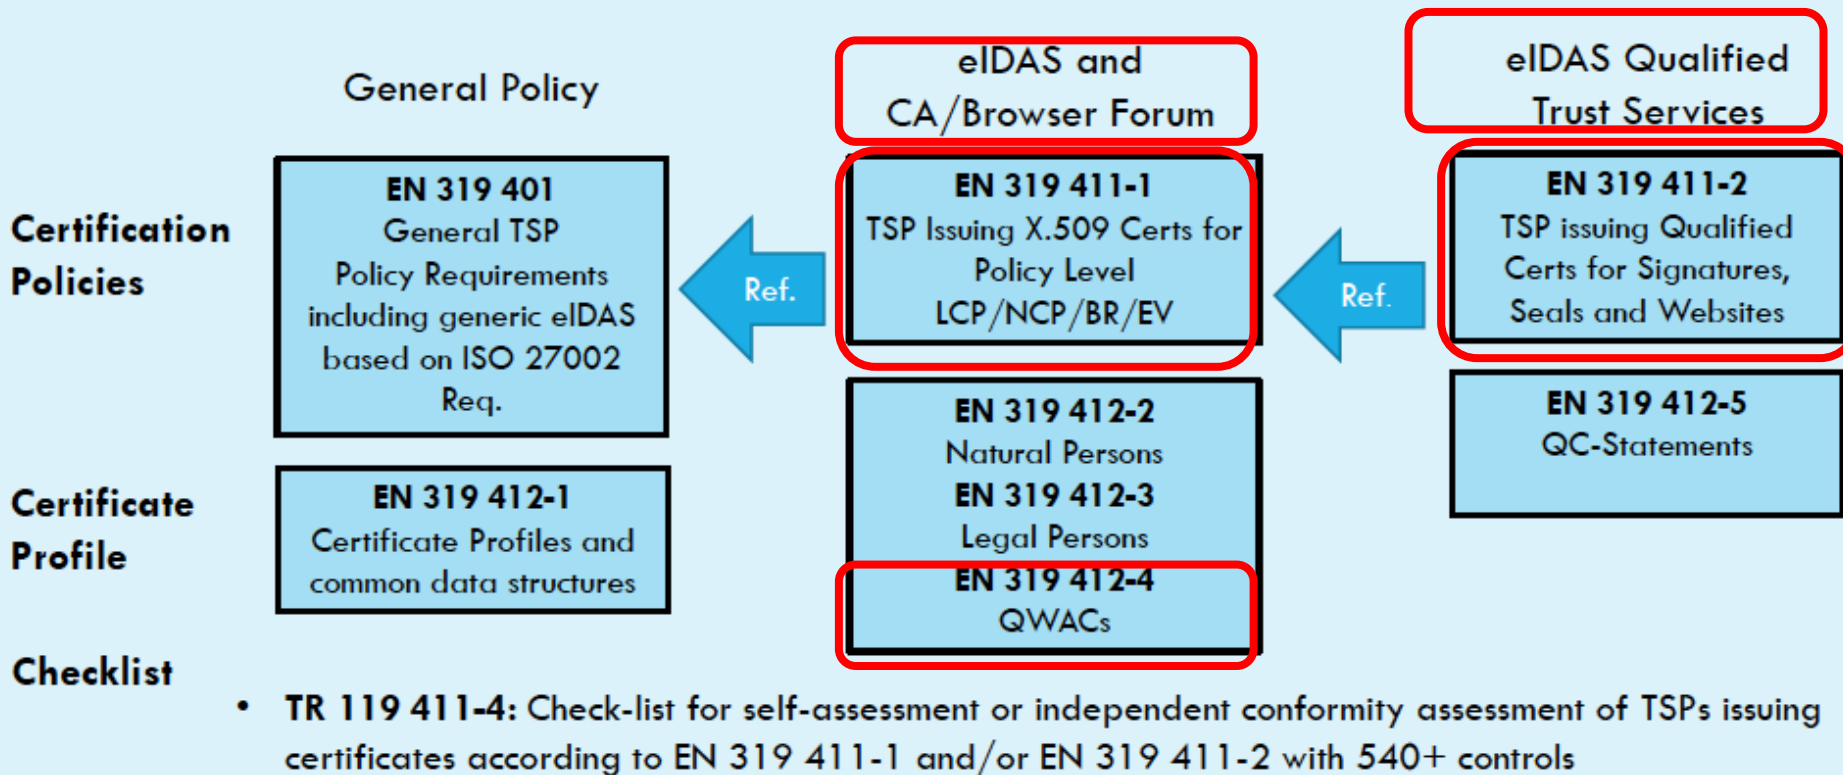 General Policy
eIDAS and
CA/Browser Forum
eIDAS Qualified
Trust Services
Certification
Policies
EN 319 401
General TSP
Policy Requirements
including generic eIDAS
based on ISO 27002
Req.
Ref.
EN 319 411-1
TSP Issuing X.509 Certs for
Policy Level
LCP/NCP/BR/EV
Ref.
EN 319 411-2
TSP issuing Qualified
Certs for Signatures,
Seals and Websites
Certificate
Profile
EN 319 412-1
Certificate Profiles and
common data structures
EN 319 412-2
Natural Persons
EN 319 412-3
Legal Persons
EN 319 412-4
QWACs
EN 319 412-5
QC-Statements
Checklist
• TR 119 411-4: Check-list for self-assessment or independent conformity assessment of TSPs issuing
certificates according to EN 319 411-1 and/or EN 319 411-2 with 540+ controls